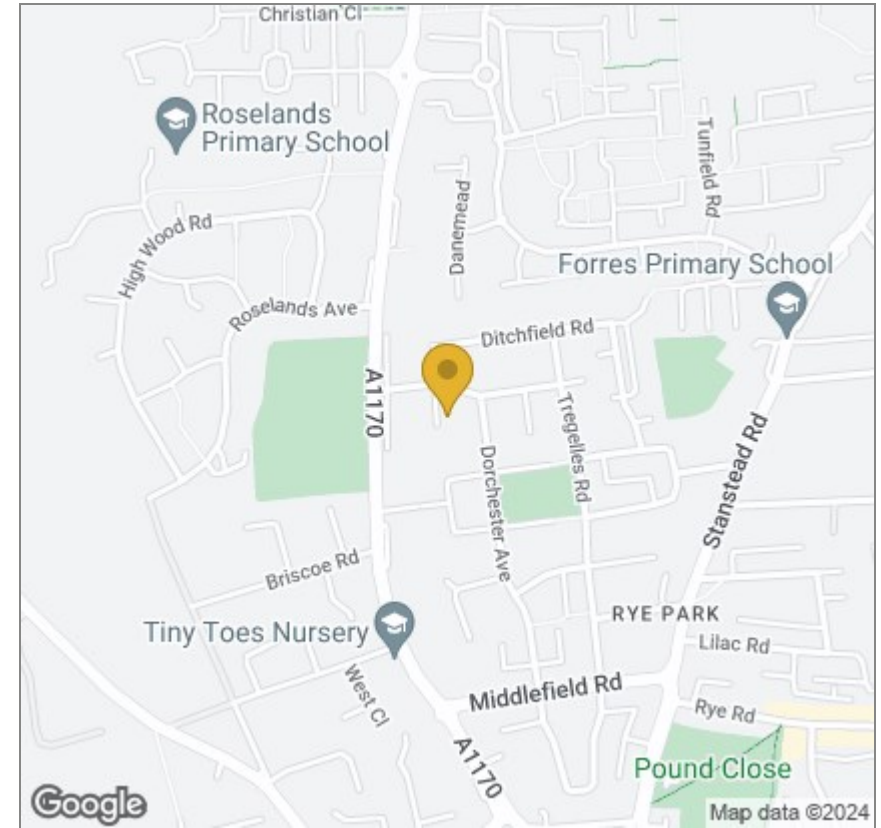 Christian Cl
Roselands
Primary School
Tunfield Rd
Danemead
High Wood Rd
Forres Primary School
Roselands Ave
Ditchfield Rd
A1170
Tregelles Rd
Dorchester Ave
Stanstead Rd
Briscoe Rd
RYE PARK
Tiny Toes Nursery
Lilac Rd
West Cl
Middlefield Rd
Rye Rd
A1170
Pound Close
Google
Map data ©2024